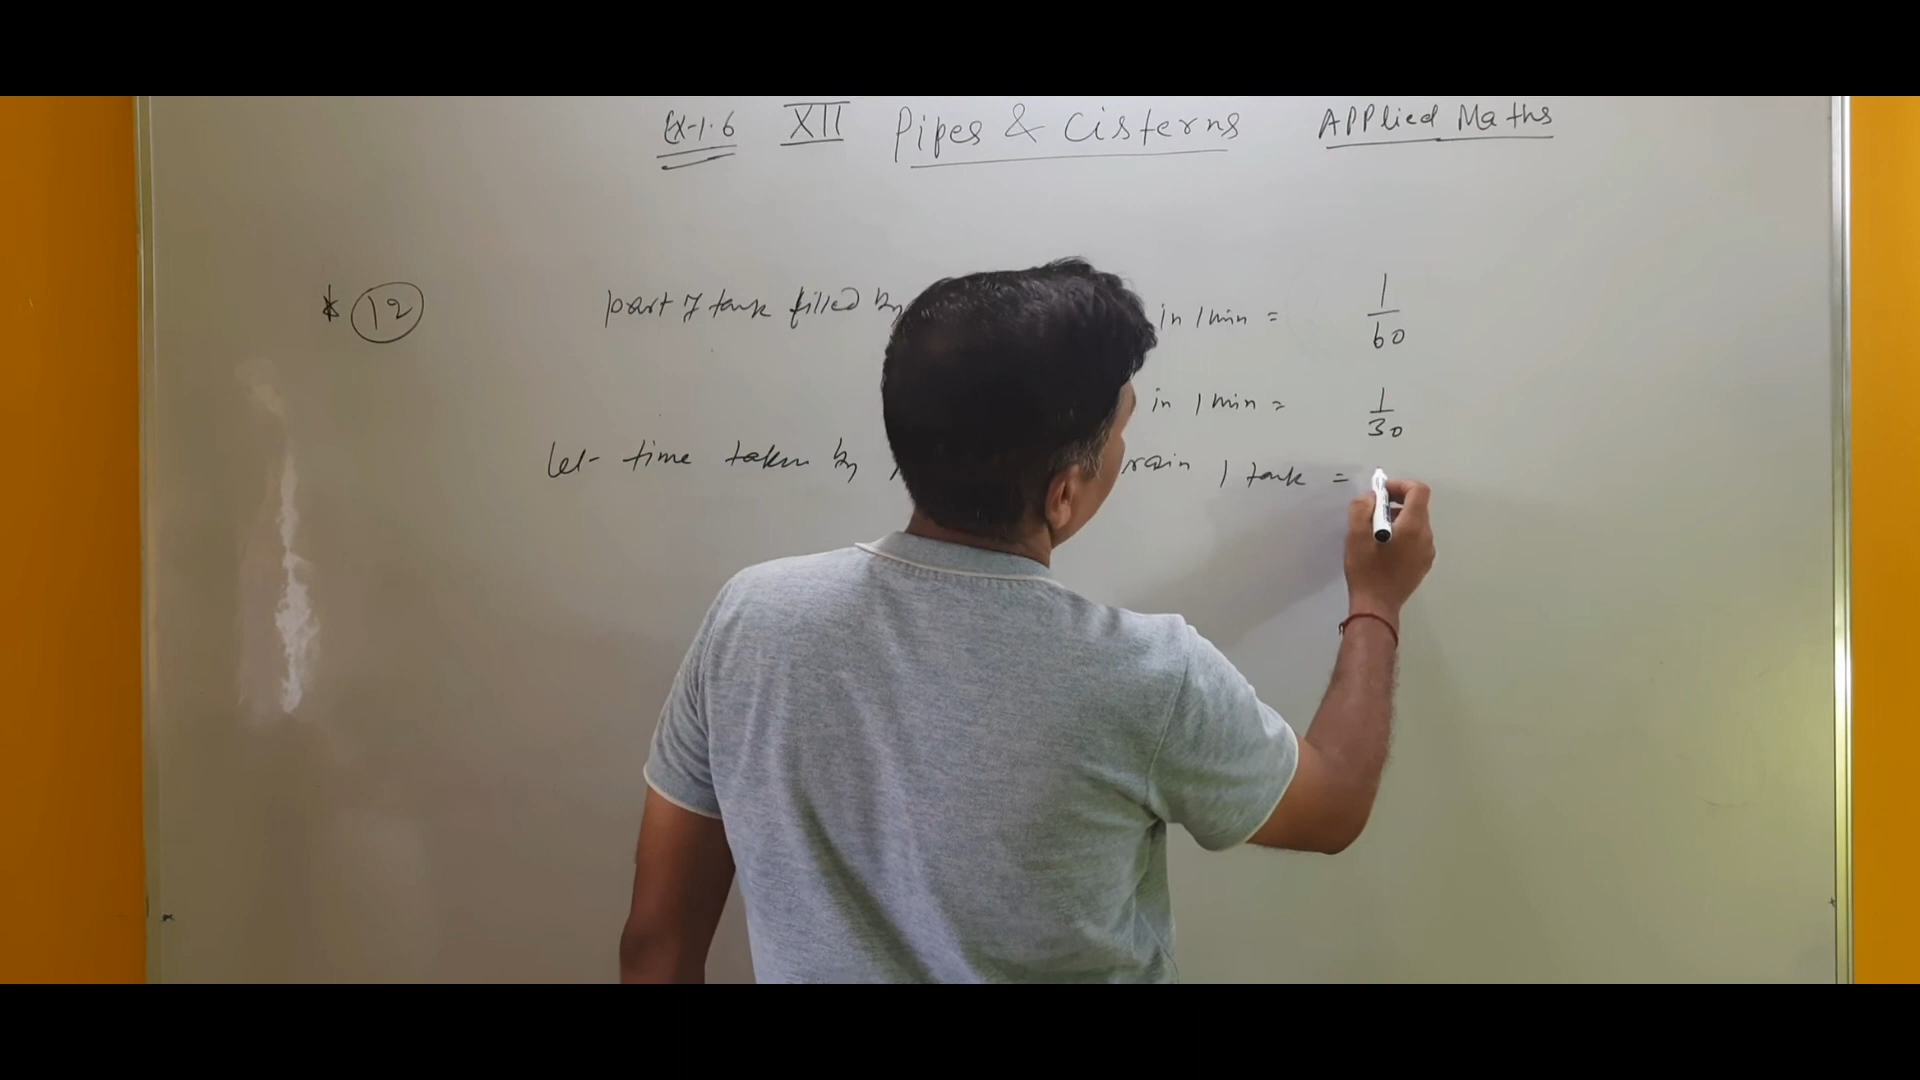 Ex-1.6 XII Pipes & Cisterns Applied Maths
* 12 part of tank filled by in 1 min = 1/60
in 1 min = 1/30
Let time taken by rain 1 tank =